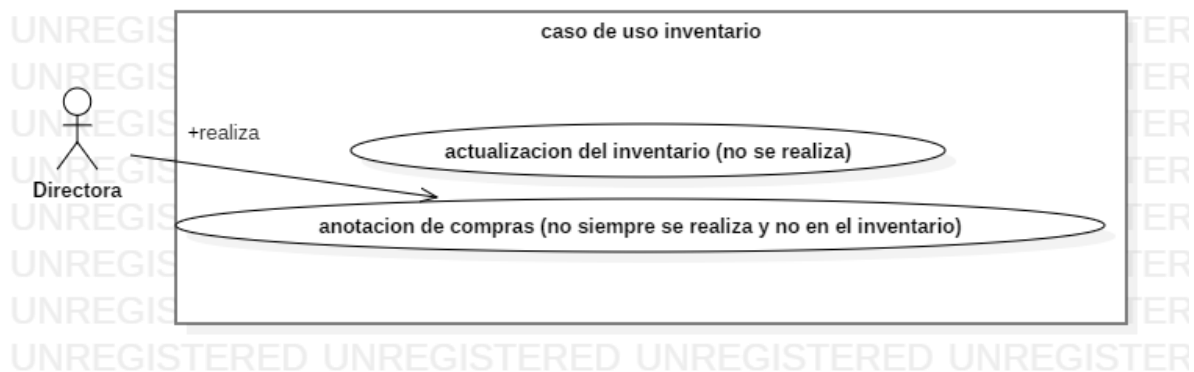 caso de uso inventario
+realiza
actualizacion del inventario (no se realiza)
Directora
anotacion de compras (no siempre se realiza y no en el inventario)
UNREGISTERED UNREGISTERED UNREGISTERED UNREGISTER